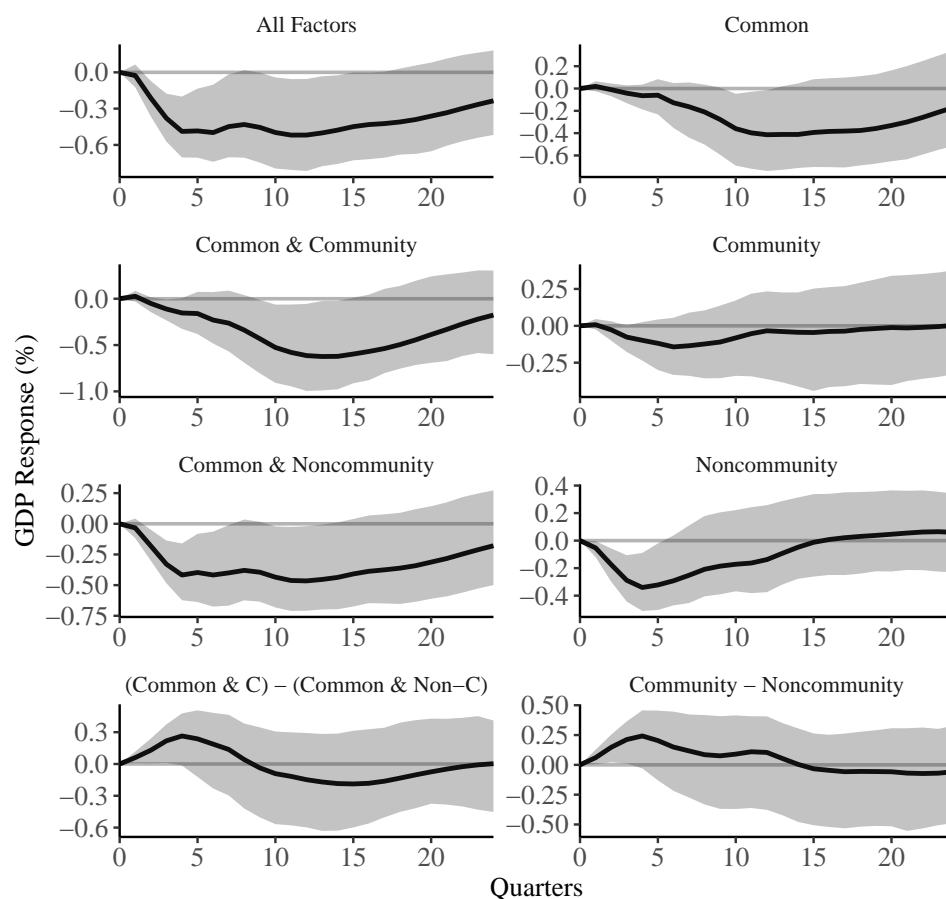 All Factors
0.0
−0.3
−0.6
0 5 10 15 20
Common
0.2
0.0
−0.2
−0.4
−0.6
0 5 10 15 20
Common & Community
0.0
−0.5
−1.0
0 5 10 15 20
Community
0.25
0.00
−0.25
0 5 10 15 20
Common & Noncommunity
0.25
0.00
−0.25
−0.50
−0.75
0 5 10 15 20
Noncommunity
0.4
0.2
0.0
−0.2
−0.4
0 5 10 15 20
(Common & C) − (Common & Non−C)
0.3
0.0
−0.3
−0.6
0 5 10 15 20
Community − Noncommunity
0.50
0.25
0.00
−0.25
−0.50
0 5 10 15 20
GDP Response (%)
Quarters